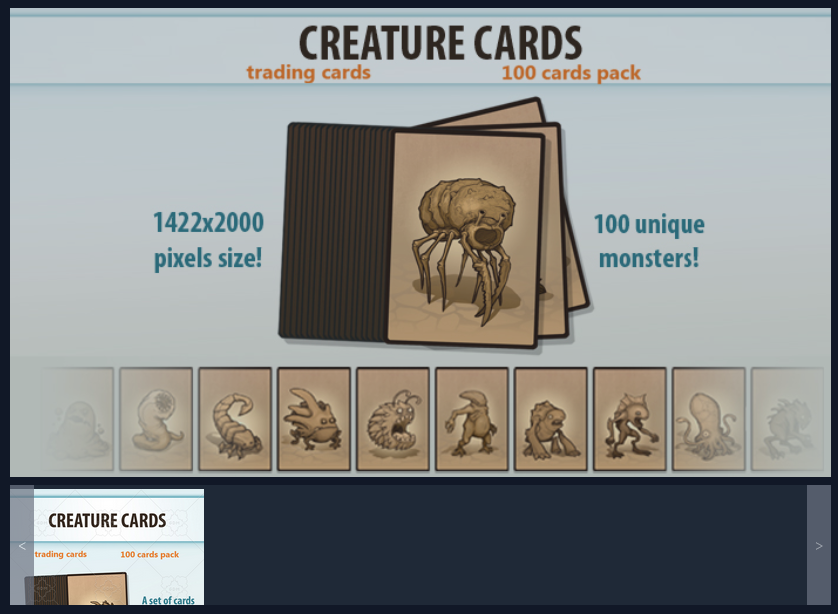 CREATURE CARDS
trading cards 100 cards pack
1422x2000
pixels size!
100 unique
monsters!
<
>
CREATURE CARDS
trading cards 100 cards pack
A set of cards